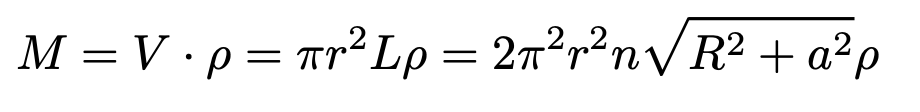 M = V · ρ = πr²Lρ = 2π²r²n√(R² + a²)ρ